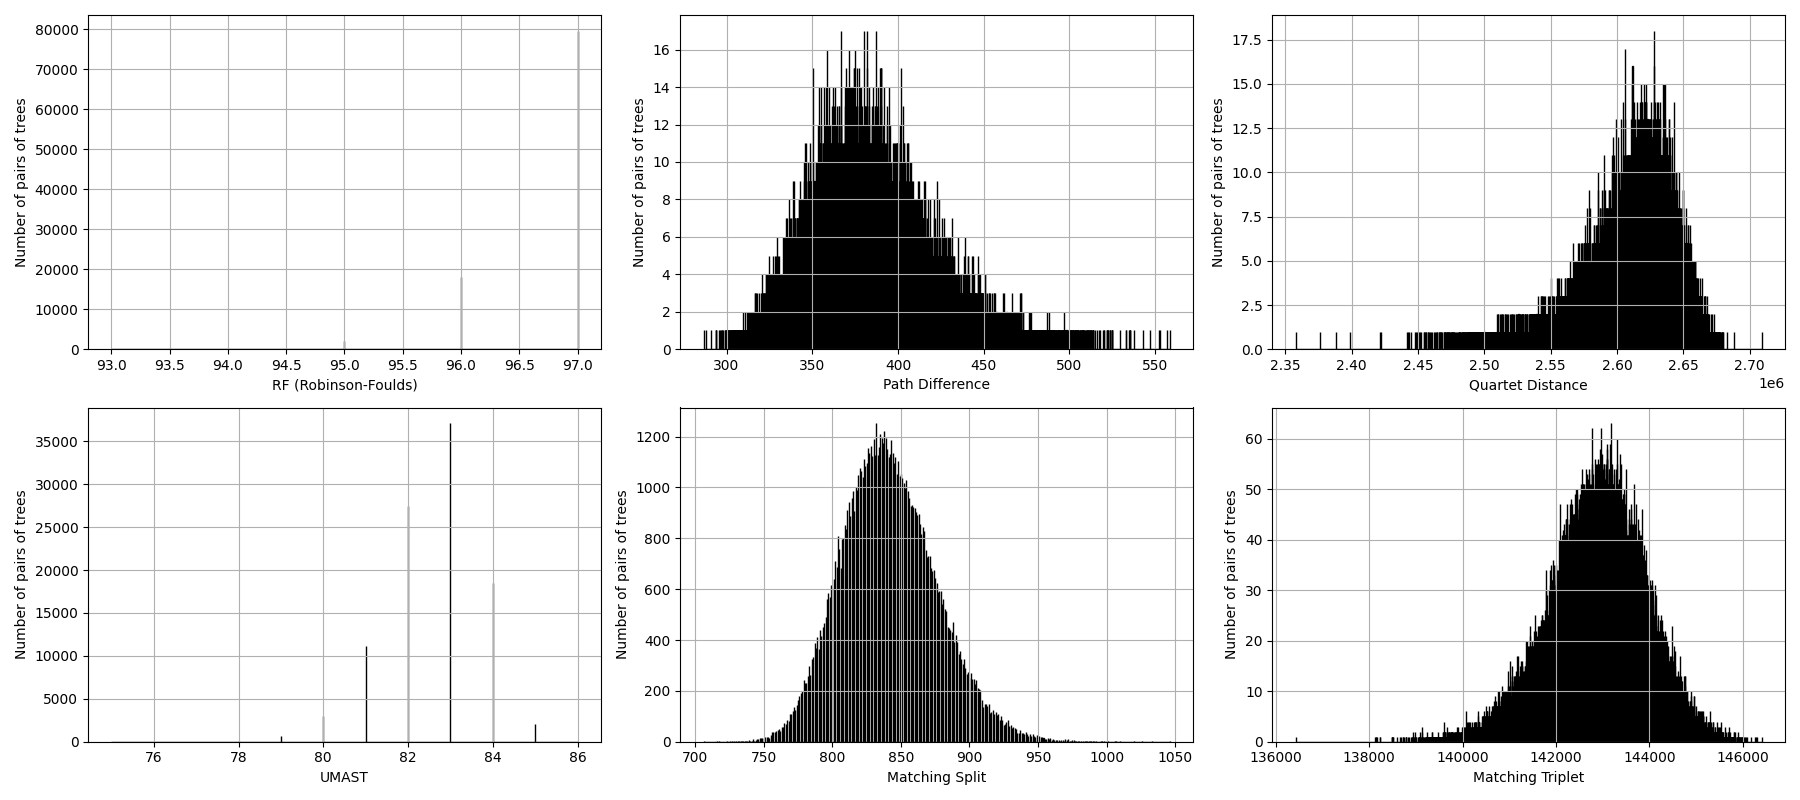 80000
70000
60000
50000
40000
30000
20000
10000
0
Number of pairs of trees
93.0 93.5 94.0 94.5 95.0 95.5 96.0 96.5 97.0
RF (Robinson-Foulds)
16
14
12
10
8
6
4
2
0
Number of pairs of trees
300 350 400 450 500 550
Path Difference
17.5
15.0
12.5
10.0
7.5
5.0
2.5
0.0
Number of pairs of trees
2.35 2.40 2.45 2.50 2.55 2.60 2.65 2.70
1e6
Quartet Distance
35000
30000
25000
20000
15000
10000
5000
0
Number of pairs of trees
76 78 80 82 84 86
UMAST
1200
1000
800
600
400
200
0
Number of pairs of trees
700 750 800 850 900 950 1000 1050
Matching Split
60
50
40
30
20
10
0
Number of pairs of trees
136000 138000 140000 142000 144000 146000
Matching Triplet